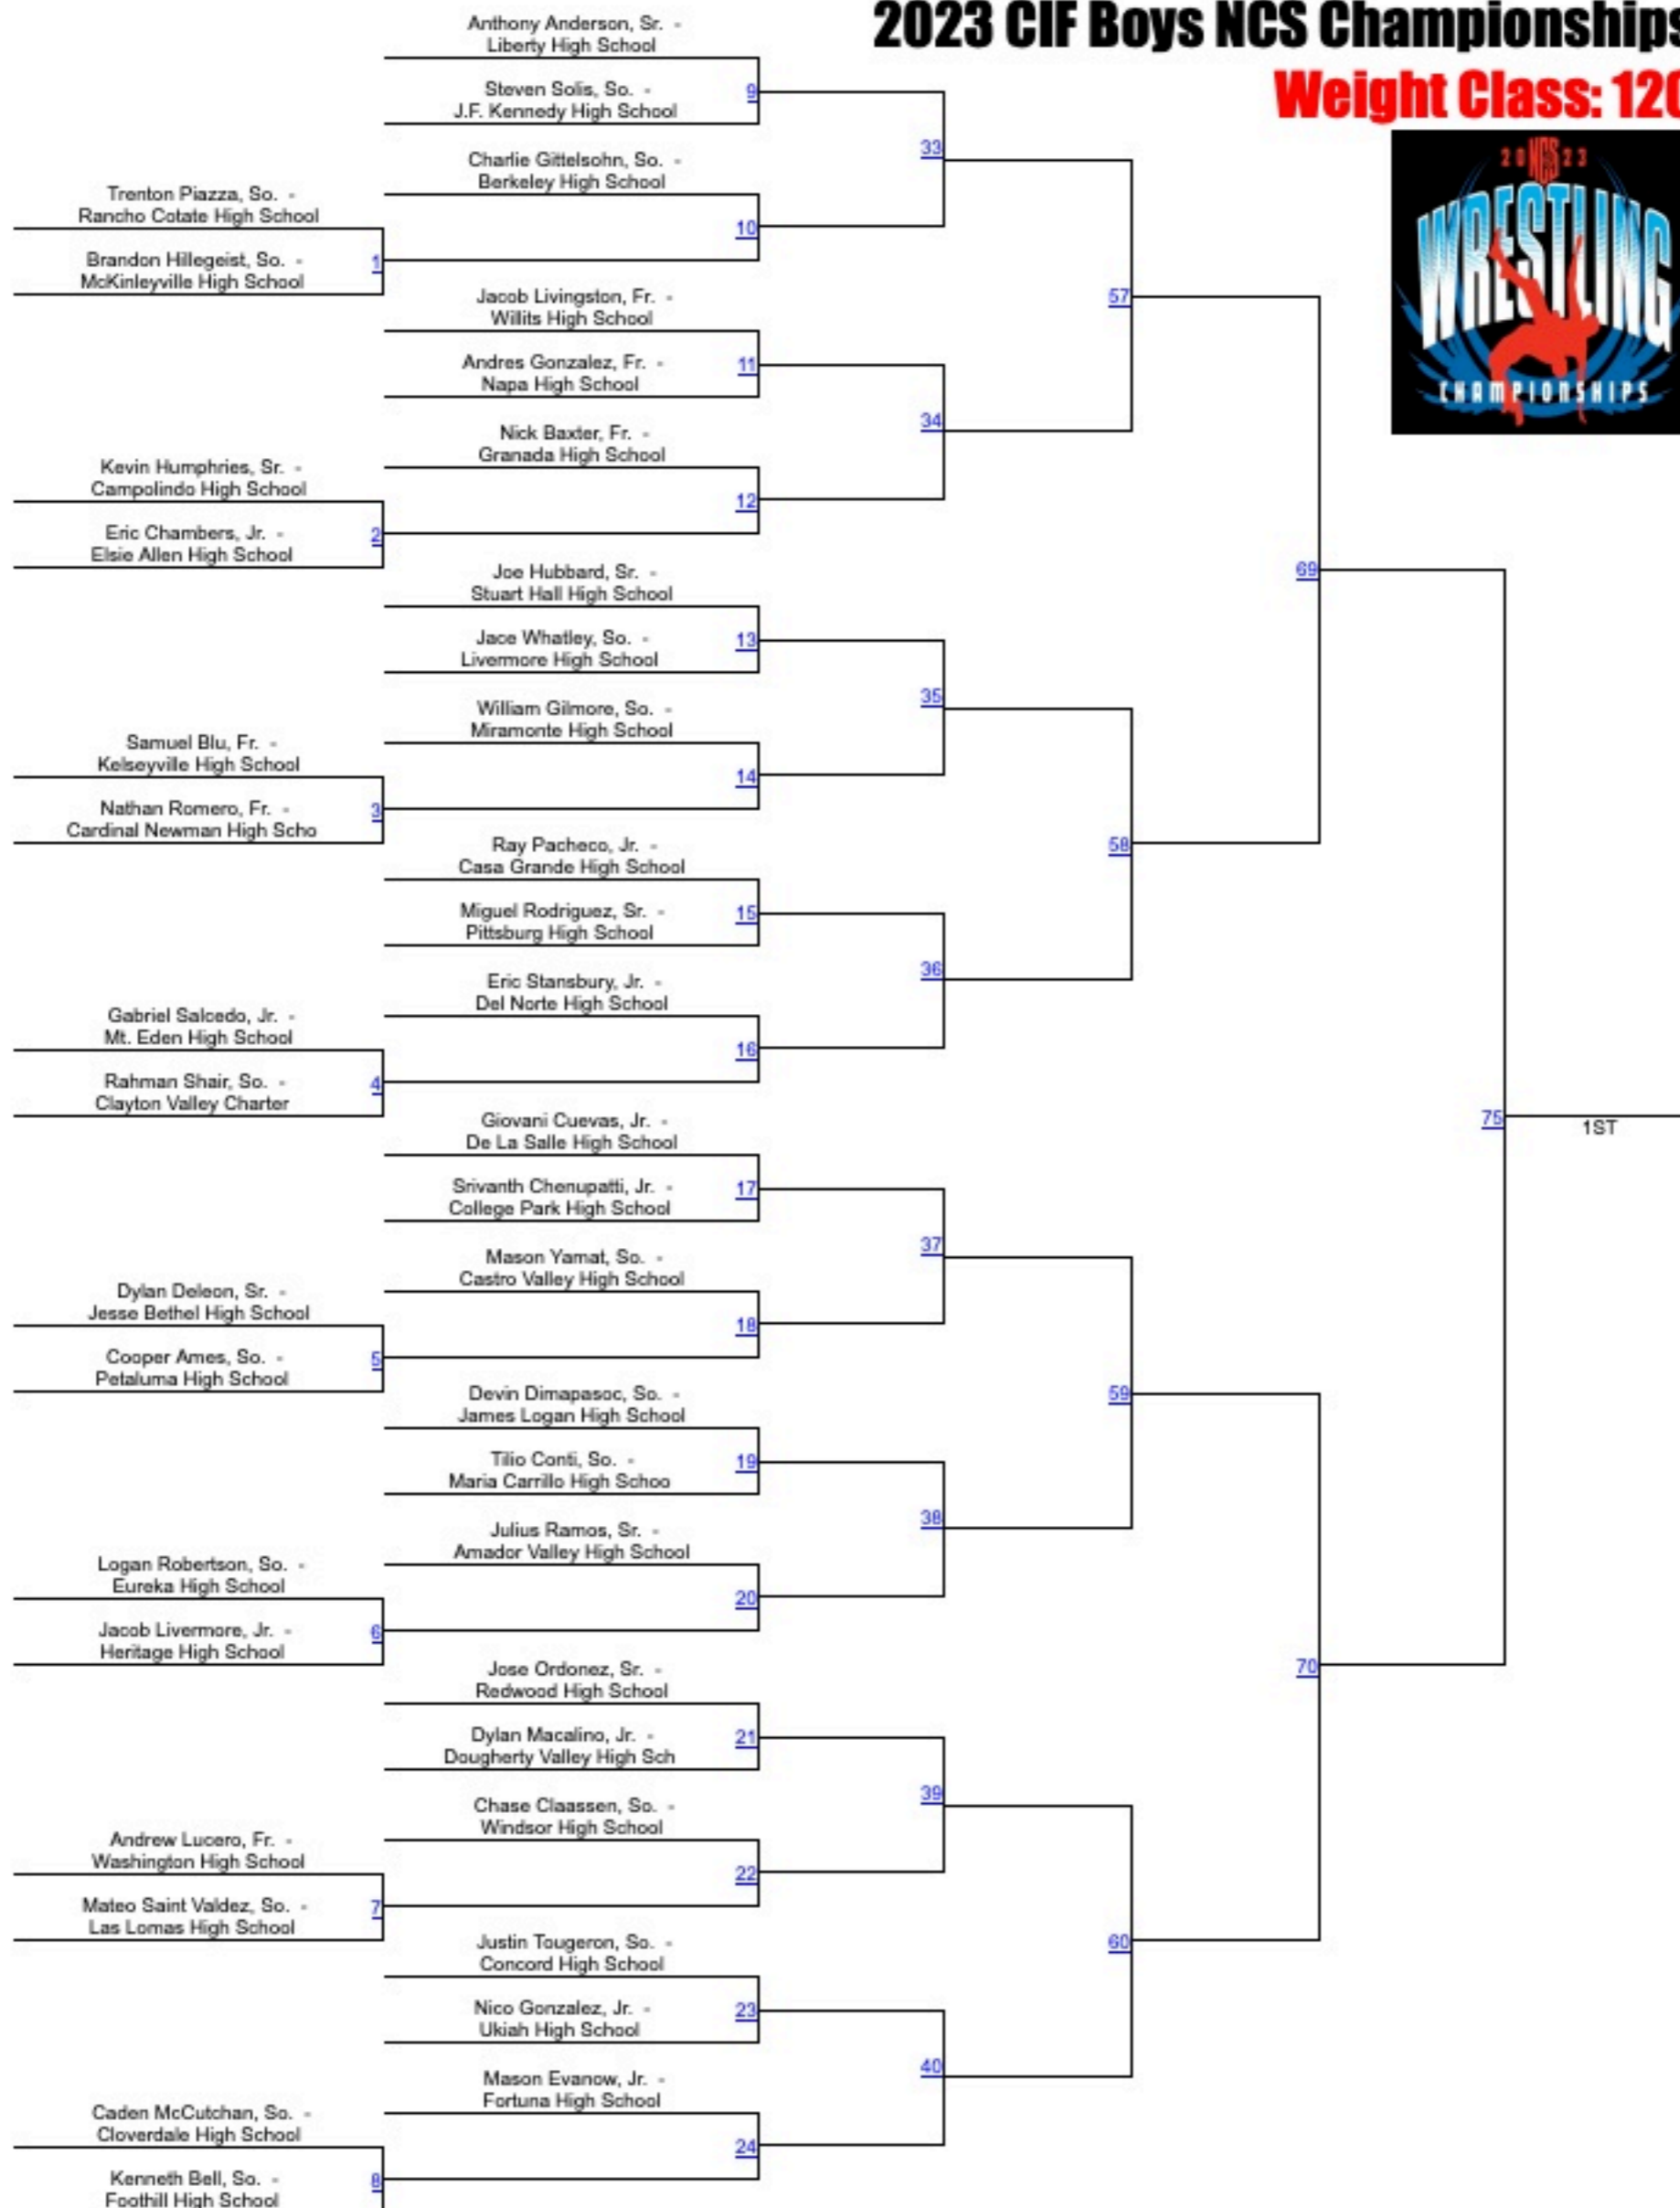 2023 CIF Boys NCS Championships
Weight Class: 120
20 NCS 23
WRESTLING
CHAMPIONSHIPS
Anthony Anderson, Sr. -
Liberty High School
Steven Solis, So. -
J.F. Kennedy High School
9
Charlie Gittelsohn, So. -
Berkeley High School
33
Trenton Piazza, So. -
Rancho Cotate High School
10
Brandon Hillegeist, So. -
McKinleyville High School
1
Jacob Livingston, Fr. -
Willits High School
57
Andres Gonzalez, Fr. -
Napa High School
11
Nick Baxter, Fr. -
Granada High School
34
Kevin Humphries, Sr. -
Campolindo High School
12
Eric Chambers, Jr. -
Elsie Allen High School
2
Joe Hubbard, Sr. -
Stuart Hall High School
69
Jace Whatley, So. -
Livermore High School
13
William Gilmore, So. -
Miramonte High School
35
Samuel Blu, Fr. -
Kelseyville High School
14
Nathan Romero, Fr. -
Cardinal Newman High Scho
3
Ray Pacheco, Jr. -
Casa Grande High School
58
Miguel Rodriguez, Sr. -
Pittsburg High School
15
Eric Stansbury, Jr. -
Del Norte High School
36
Gabriel Salcedo, Jr. -
Mt. Eden High School
16
Rahman Shair, So. -
Clayton Valley Charter
4
Giovani Cuevas, Jr. -
De La Salle High School
75
1ST
Srivanth Chenupatti, Jr. -
College Park High School
17
Mason Yamat, So. -
Castro Valley High School
37
Dylan Deleon, Sr. -
Jesse Bethel High School
18
Cooper Ames, So. -
Petaluma High School
5
Devin Dimapasoc, So. -
James Logan High School
59
Tilio Conti, So. -
Maria Carrillo High Schoo
19
Julius Ramos, Sr. -
Amador Valley High School
38
Logan Robertson, So. -
Eureka High School
20
Jacob Livermore, Jr. -
Heritage High School
6
Jose Ordonez, Sr. -
Redwood High School
70
Dylan Macalino, Jr. -
Dougherty Valley High Sch
21
Chase Claassen, So. -
Windsor High School
39
Andrew Lucero, Fr. -
Washington High School
22
Mateo Saint Valdez, So. -
Las Lomas High School
7
Justin Tougeron, So. -
Concord High School
60
Nico Gonzalez, Jr. -
Ukiah High School
23
Mason Evanow, Jr. -
Fortuna High School
40
Caden McCutchan, So. -
Cloverdale High School
24
Kenneth Bell, So. -
Foothill High School
8